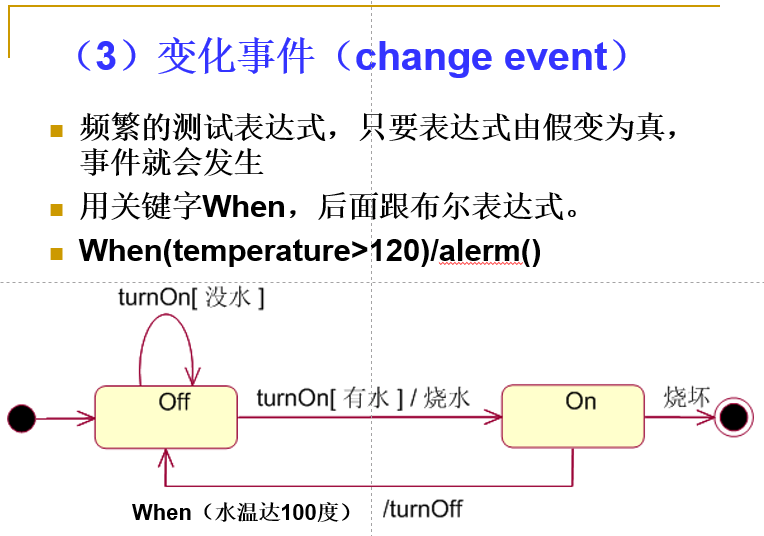 （3）变化事件（change event）
频繁的测试表达式，只要表达式由假变为真，
事件就会发生
用关键字When，后面跟布尔表达式。
When(temperature>120)/alerm()
turnOn[ 没水 ]
Off
turnOn[ 有水 ] / 烧水
On
烧坏
When（水温达100度） /turnOff